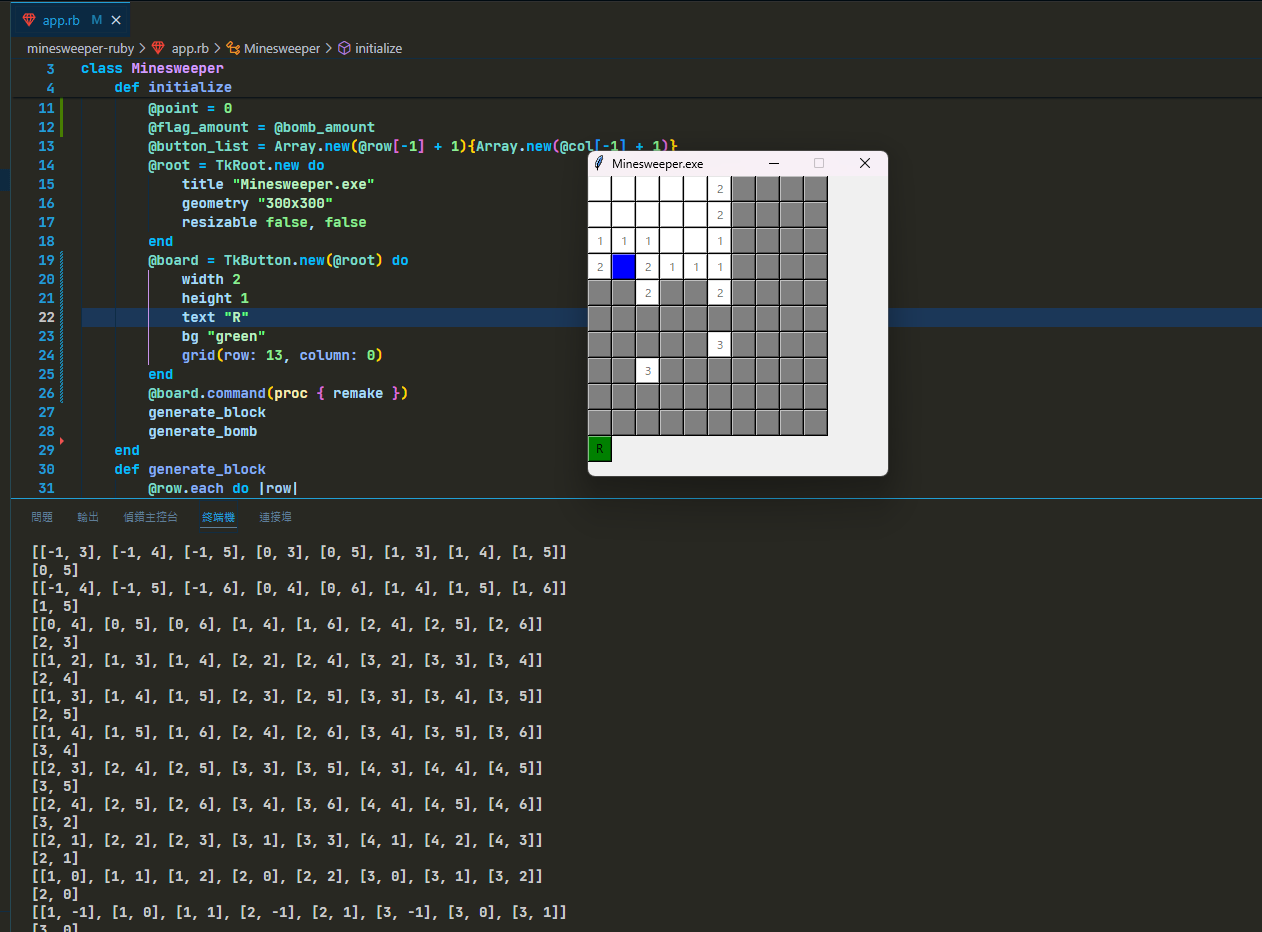 app.rb M
minesweeper-ruby > app.rb > Minesweeper > initialize
3 class Minesweeper
4 def initialize
11 @point = 0
12 @flag_amount = @bomb_amount
13 @button_list = Array.new(@row[-1] + 1){Array.new(@col[-1] + 1)}
14 @root = TkRoot.new do
15 title "Minesweeper.exe"
16 geometry "300x300"
17 resizable false, false
18 end
19 @board = TkButton.new(@root) do
20 width 2
21 height 1
22 text "R"
23 bg "green"
24 grid(row: 13, column: 0)
25 end
26 @board.command(proc { remake })
27 generate_block
28 generate_bomb
29 end
30 def generate_block
31 @row.each do |row|
Minesweeper.exe
2
2
1 1 1 1
2 2 1 1 1
2 2
3
3
R
問題 輸出 偵錯主控台 終端機 連接埠
[[-1, 3], [-1, 4], [-1, 5], [0, 3], [0, 5], [1, 3], [1, 4], [1, 5]]
[0, 5]
[[-1, 4], [-1, 5], [-1, 6], [0, 4], [0, 6], [1, 4], [1, 5], [1, 6]]
[1, 5]
[[0, 4], [0, 5], [0, 6], [1, 4], [1, 6], [2, 4], [2, 5], [2, 6]]
[2, 3]
[[1, 2], [1, 3], [1, 4], [2, 2], [2, 4], [3, 2], [3, 3], [3, 4]]
[2, 4]
[[1, 3], [1, 4], [1, 5], [2, 3], [2, 5], [3, 3], [3, 4], [3, 5]]
[2, 5]
[[1, 4], [1, 5], [1, 6], [2, 4], [2, 6], [3, 4], [3, 5], [3, 6]]
[3, 4]
[[2, 3], [2, 4], [2, 5], [3, 3], [3, 5], [4, 3], [4, 4], [4, 5]]
[3, 5]
[[2, 4], [2, 5], [2, 6], [3, 4], [3, 6], [4, 4], [4, 5], [4, 6]]
[3, 2]
[[2, 1], [2, 2], [2, 3], [3, 1], [3, 3], [4, 1], [4, 2], [4, 3]]
[2, 1]
[[1, 0], [1, 1], [1, 2], [2, 0], [2, 2], [3, 0], [3, 1], [3, 2]]
[2, 0]
[[1, -1], [1, 0], [1, 1], [2, -1], [2, 1], [3, -1], [3, 0], [3, 1]]
[3, 0]